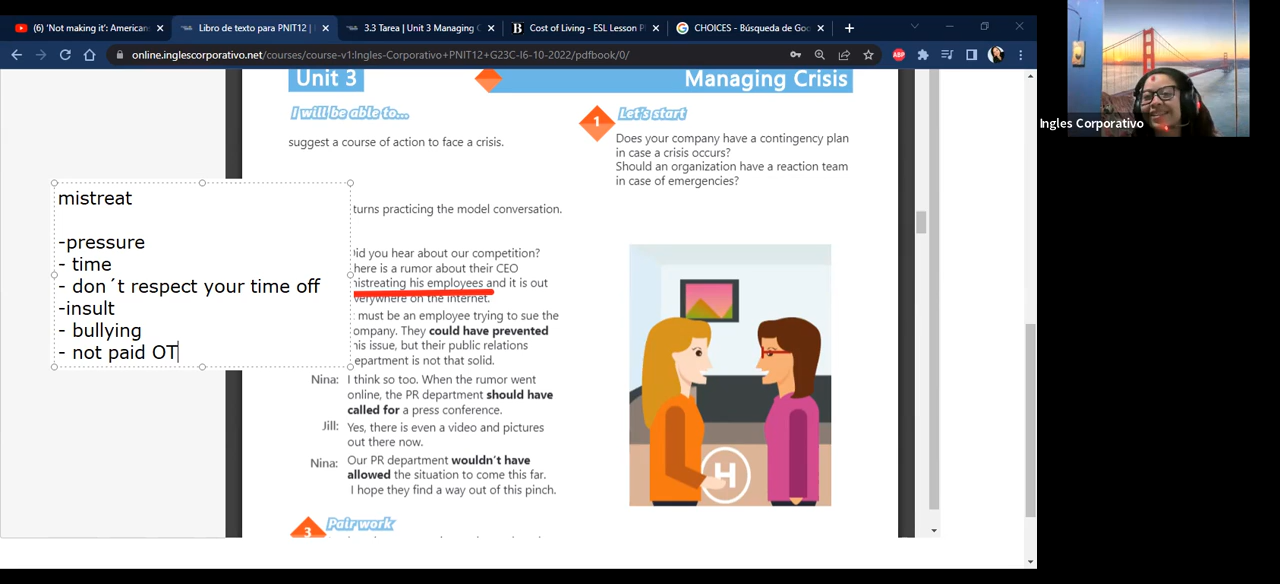 (6) 'Not making it': American
Libro de texto para PNIT12 |
3.3 Tarea | Unit 3 Managing C
Cost of Living - ESL Lesson P
CHOICES - Búsqueda de Goo
online.inglescorporativo.net/courses/course-v1:Ingles-Corporativo+PNIT12+G23C-I6-10-2022/pdfbook/0/
ABP
Ingles Corporativo
Unit 3
Managing Crisis
I will be able to...
suggest a course of action to face a crisis.
1
Let's start
Does your company have a contingency plan
in case a crisis occurs?
Should an organization have a reaction team
in case of emergencies?
mistreat
-pressure
- time
- don´t respect your time off
-insult
- bullying
- not paid OT
turns practicing the model conversation.
did you hear about our competition?
here is a rumor about their CEO
mistreating his employees and it is out
everywhere on the internet.
must be an employee trying to sue the
ompany. They could have prevented
his issue, but their public relations
epartment is not that solid.
Nina: I think so too. When the rumor went
online, the PR department should have
called for a press conference.
Jill: Yes, there is even a video and pictures
out there now.
Nina: Our PR department wouldn't have
allowed the situation to come this far.
I hope they find a way out of this pinch.
H
3
Pair work